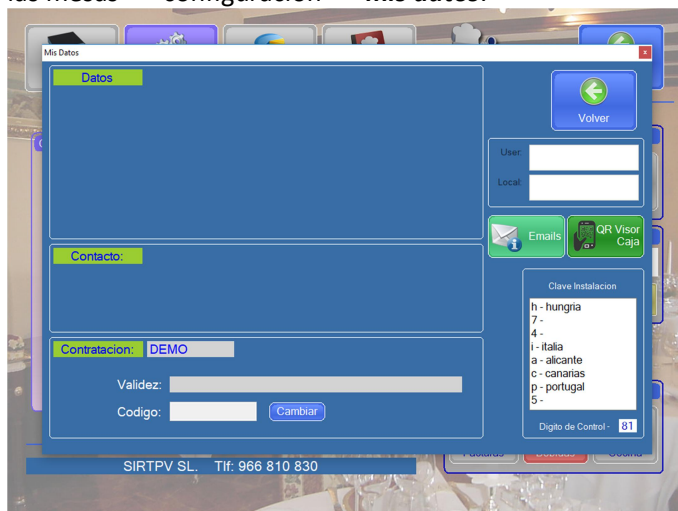 Mis Datos
Datos
Volver
User:
Local:
Emails
QR Visor
Caja
Contacto:
Clave Instalacion
h - hungria
7 -
4 -
i - italia
a - alicante
c - canarias
p - portugal
5 -
Digito de Control - 81
Contratacion: DEMO
Validez:
Codigo:
Cambiar
SIRTPV SL. Tlf: 966 810 830